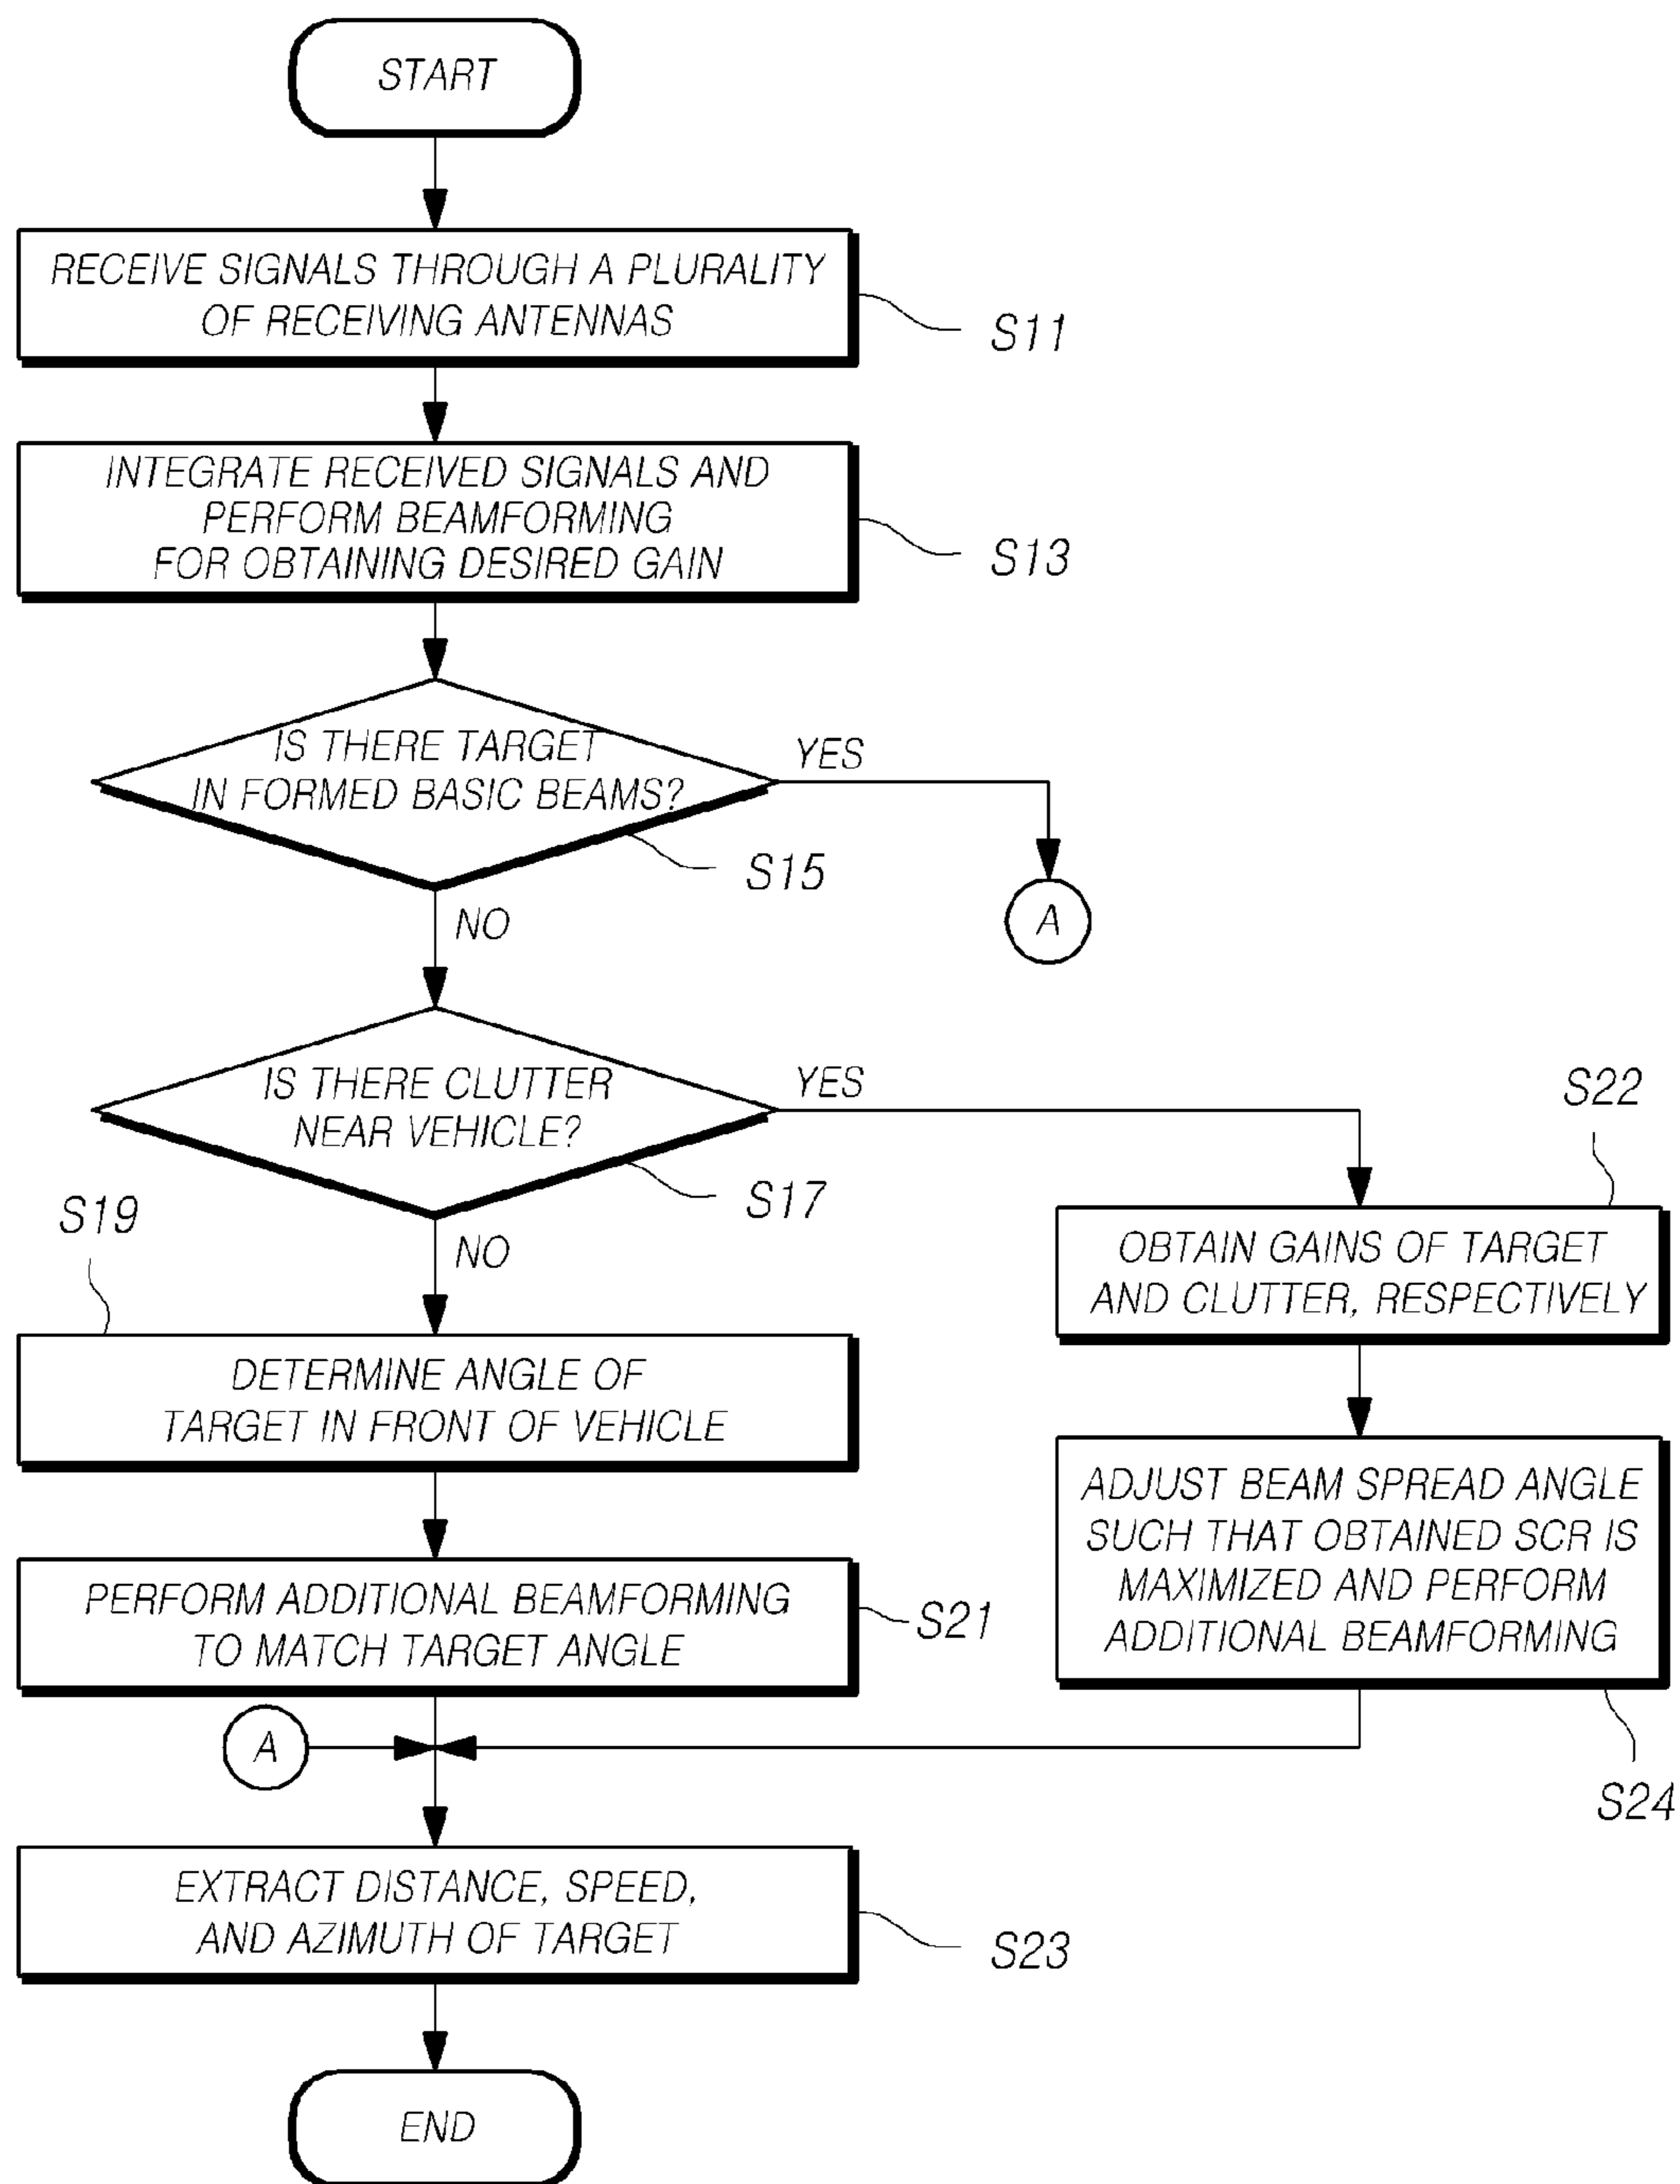 START
RECEIVE SIGNALS THROUGH A PLURALITY
OF RECEIVING ANTENNAS
S11
INTEGRATE RECEIVED SIGNALS AND
PERFORM BEAMFORMING
FOR OBTAINING DESIRED GAIN
S13
IS THERE TARGET
IN FORMED BASIC BEAMS?
YES
S15
A
NO
IS THERE CLUTTER
NEAR VEHICLE?
YES
S17
S22
OBTAIN GAINS OF TARGET
AND CLUTTER, RESPECTIVELY
S19
NO
DETERMINE ANGLE OF
TARGET IN FRONT OF VEHICLE
ADJUST BEAM SPREAD ANGLE
SUCH THAT OBTAINED SCR IS
MAXIMIZED AND PERFORM
ADDITIONAL BEAMFORMING
S24
PERFORM ADDITIONAL BEAMFORMING
TO MATCH TARGET ANGLE
S21
A
EXTRACT DISTANCE, SPEED,
AND AZIMUTH OF TARGET
S23
END